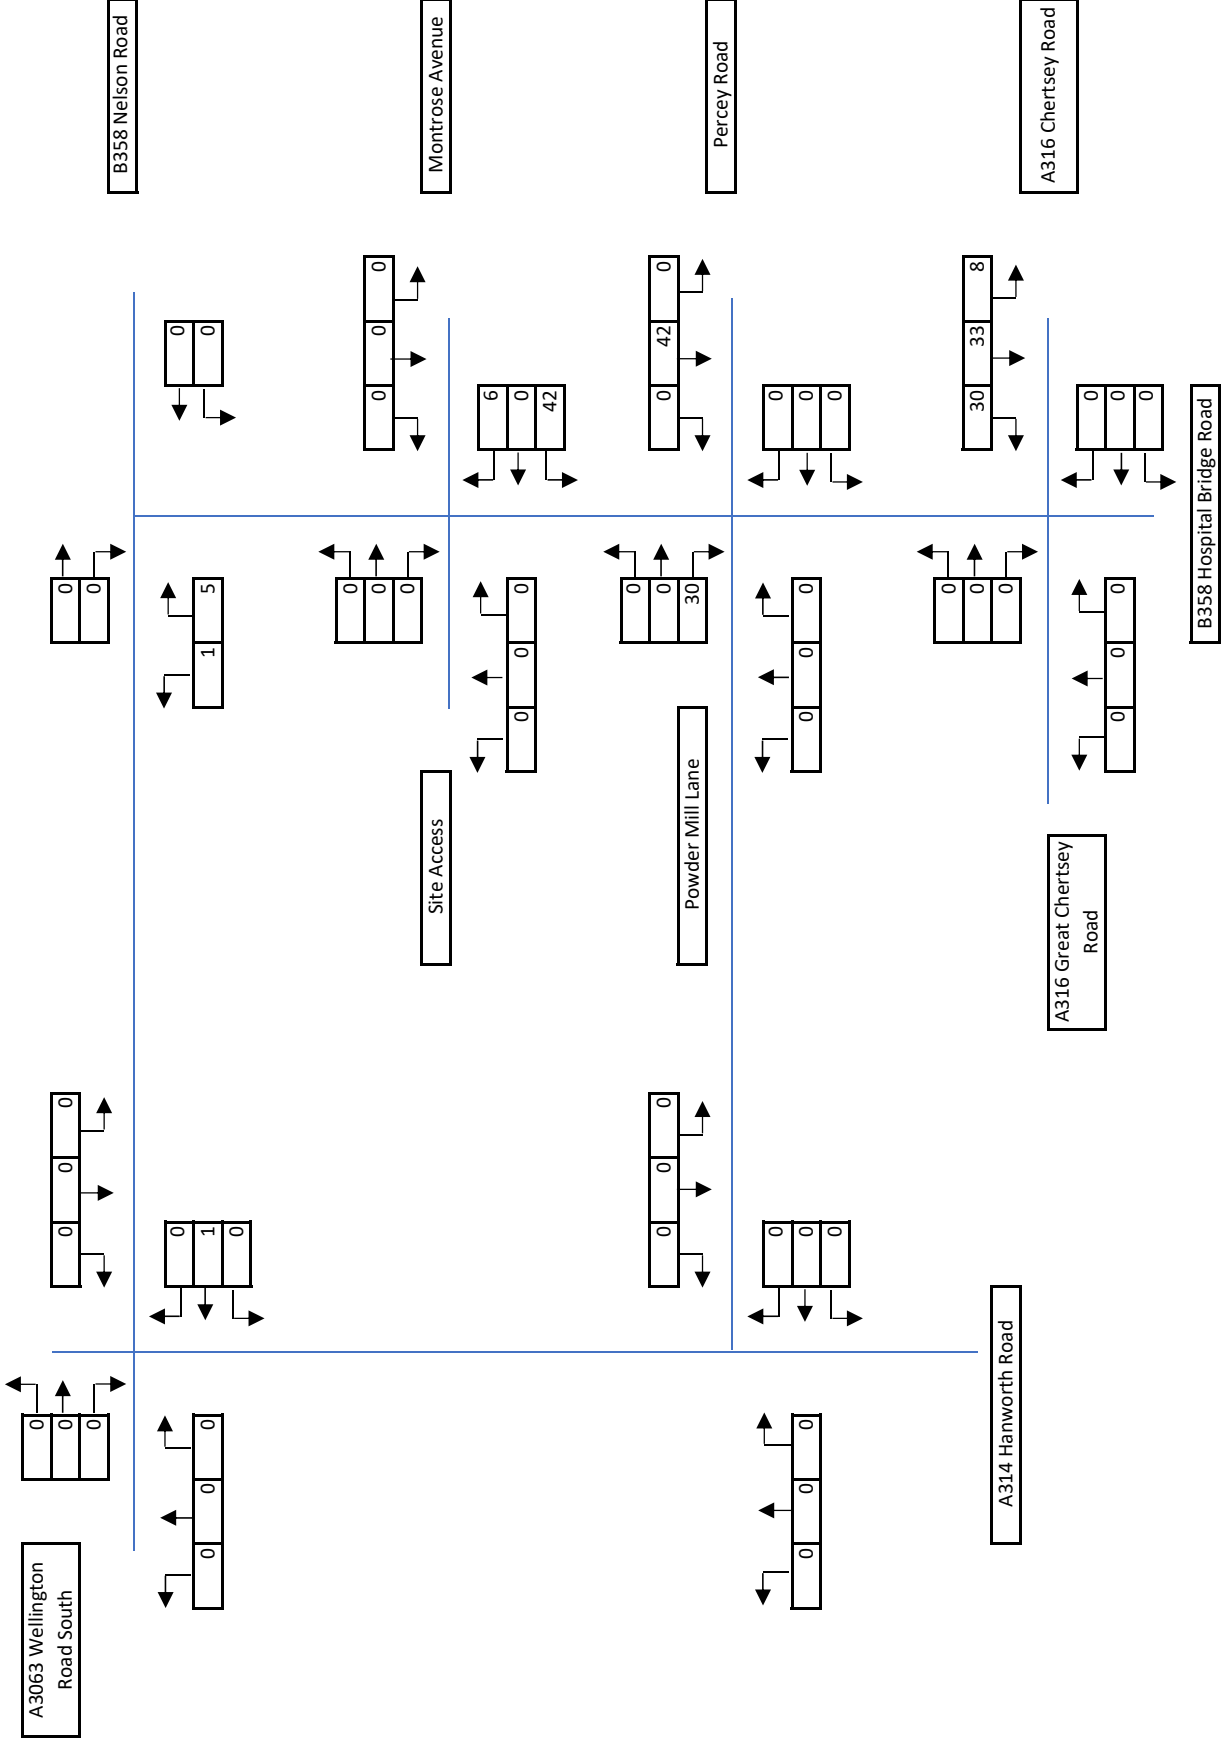 A3063 Wellington
Road South
0
0
0
0 0 0
0
0
B358 Nelson Road
0 0 0
0
1
0
1 5
0
0
0
0
0
0 0 0
Site Access
Montrose Avenue
0 0 0
6
0
42
0 0 0
0
0
30
0 42 0
Powder Mill Lane
Percey Road
0 0 0
0
0
0
0 0 0
0
0
0
0
0
0
30 33 8
A314 Hanworth Road
A316 Chertsey Road
A316 Great Chertsey
Road
0 0 0
0
0
0
B358 Hospital Bridge Road